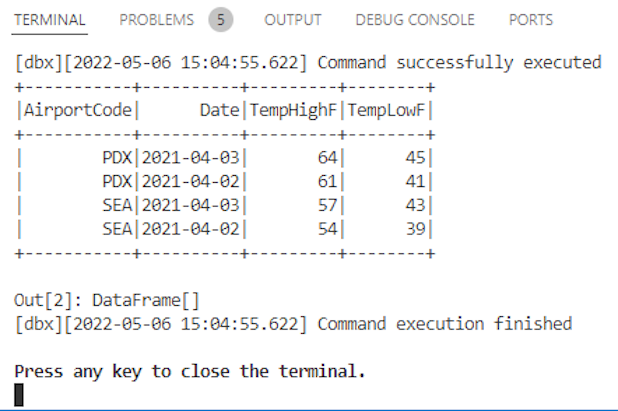 TERMINAL PROBLEMS 5 OUTPUT DEBUG CONSOLE PORTS
[dbx][2022-05-06 15:04:55.622] Command successfully executed
+-----------+----------+---------+--------+
|AirportCode|      Date|TempHighF|TempLowF|
+-----------+----------+---------+--------+
|        PDX|2021-04-03|       64|      45|
|        PDX|2021-04-02|       61|      41|
|        SEA|2021-04-03|       57|      43|
|        SEA|2021-04-02|       54|      39|
+-----------+----------+---------+--------+
Out[2]: DataFrame[]
[dbx][2022-05-06 15:04:55.622] Command execution finished
Press any key to close the terminal.